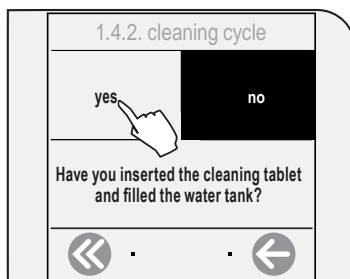 1.4.2. cleaning cycle
yes
no
Have you inserted the cleaning tablet
and filled the water tank?